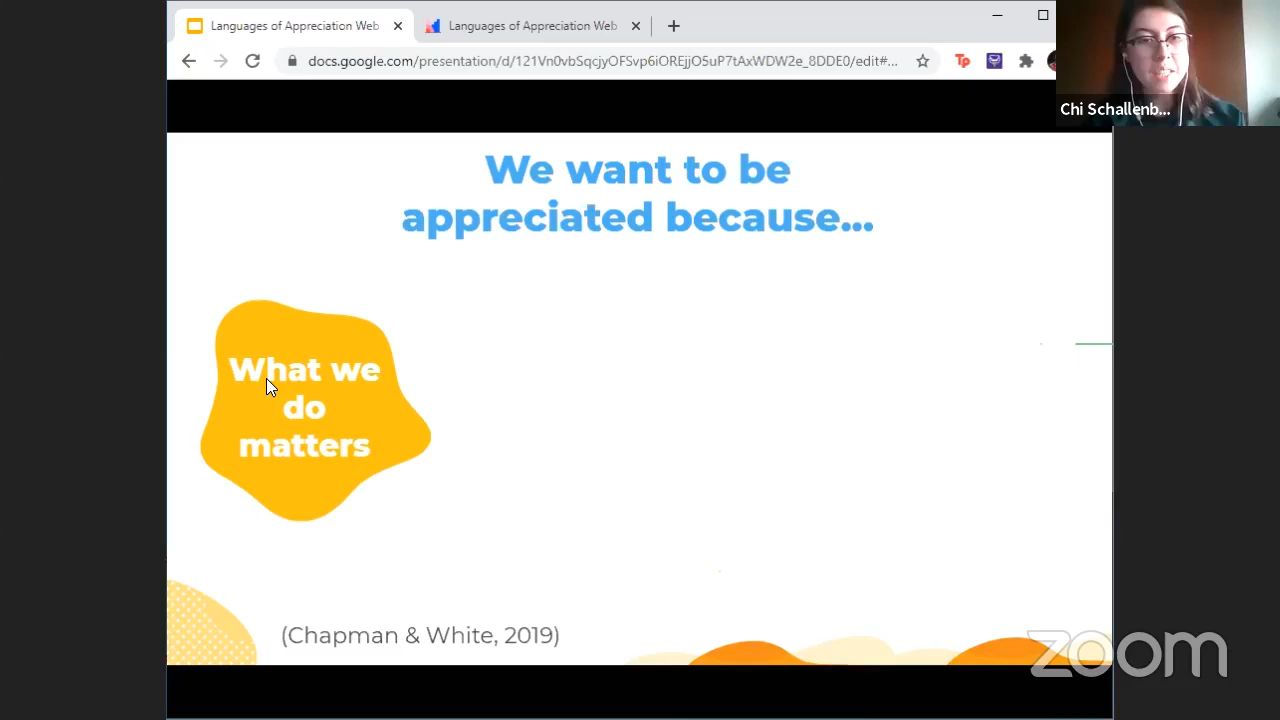 Languages of Appreciation Web
Languages of Appreciation Web
docs.google.com/presentation/d/121Vn0vbSqcjyOFSvp6iOREjjO5uP7tAxWDW2e_8DDE0/edit#...
Tp
Chi Schallenb...
We want to be
appreciated because...
What we
do
matters
(Chapman & White, 2019)
zoom